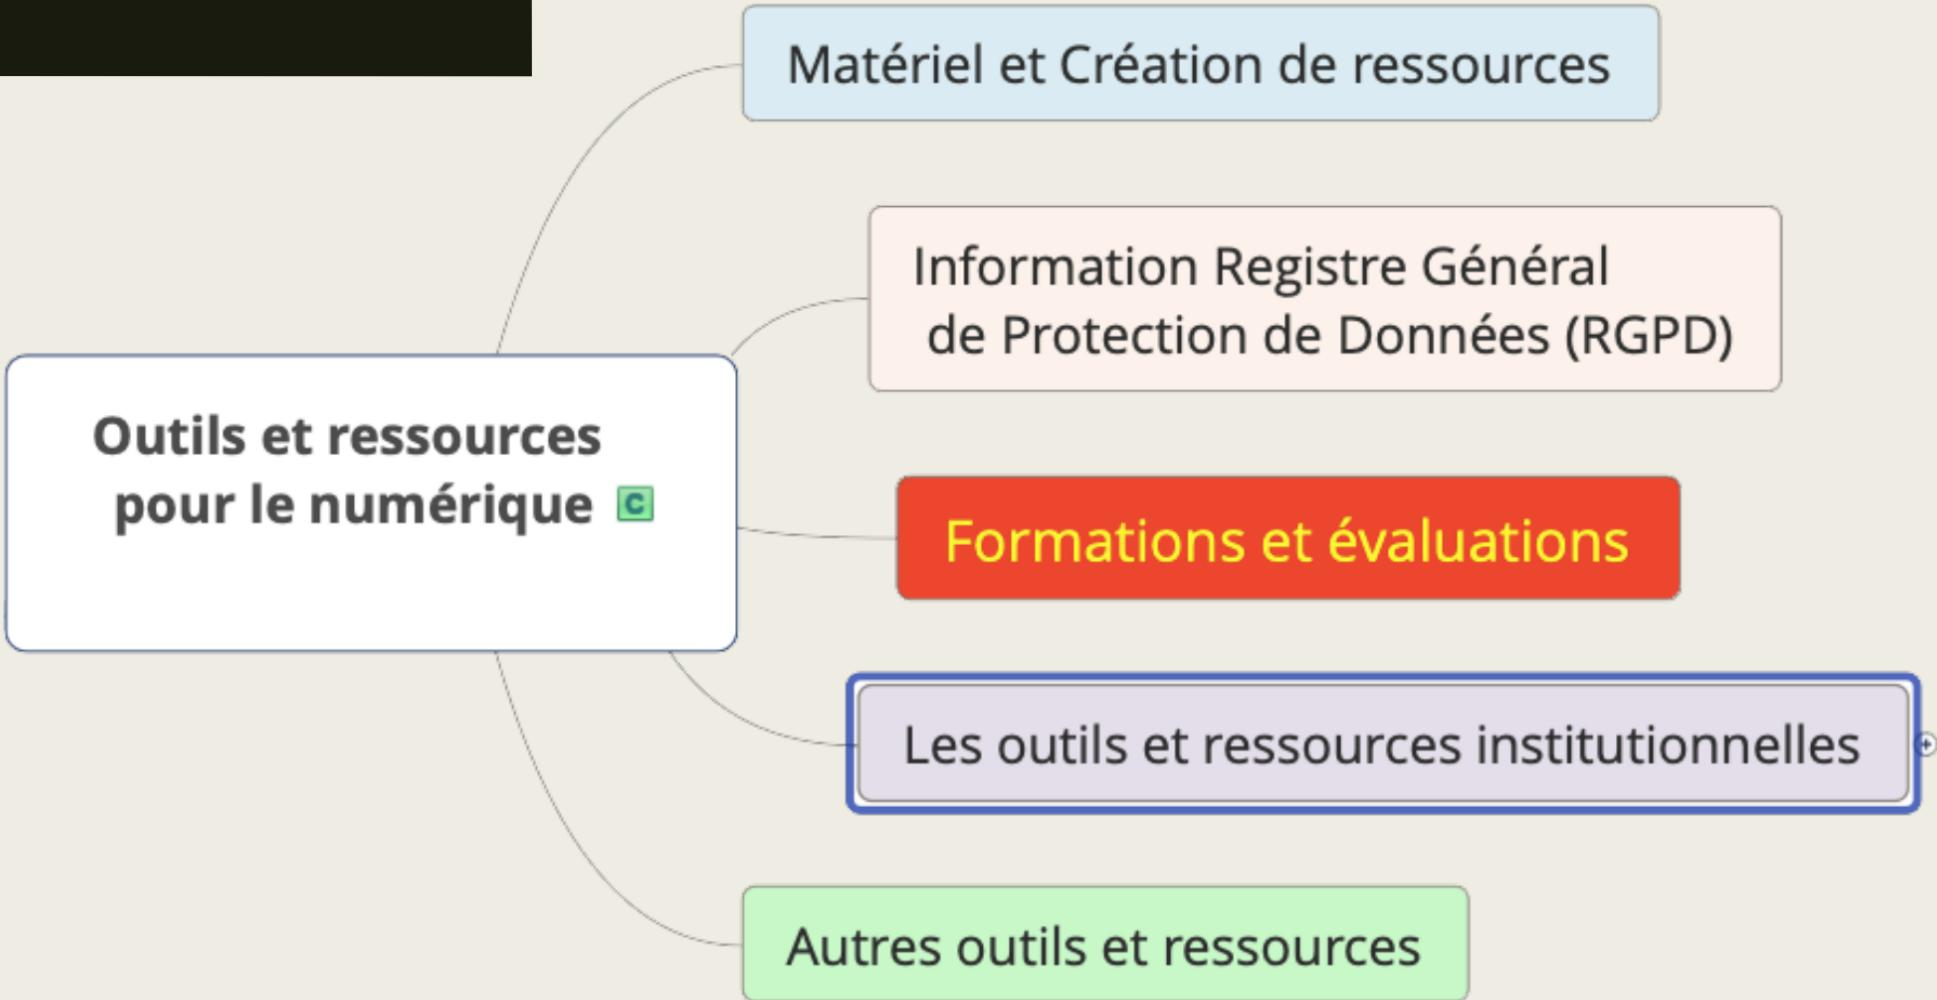 Matériel et Création de ressources
Information Registre Général
de Protection de Données (RGPD)
Outils et ressources
pour le numérique C
Formations et évaluations
Les outils et ressources institutionnelles
Autres outils et ressources